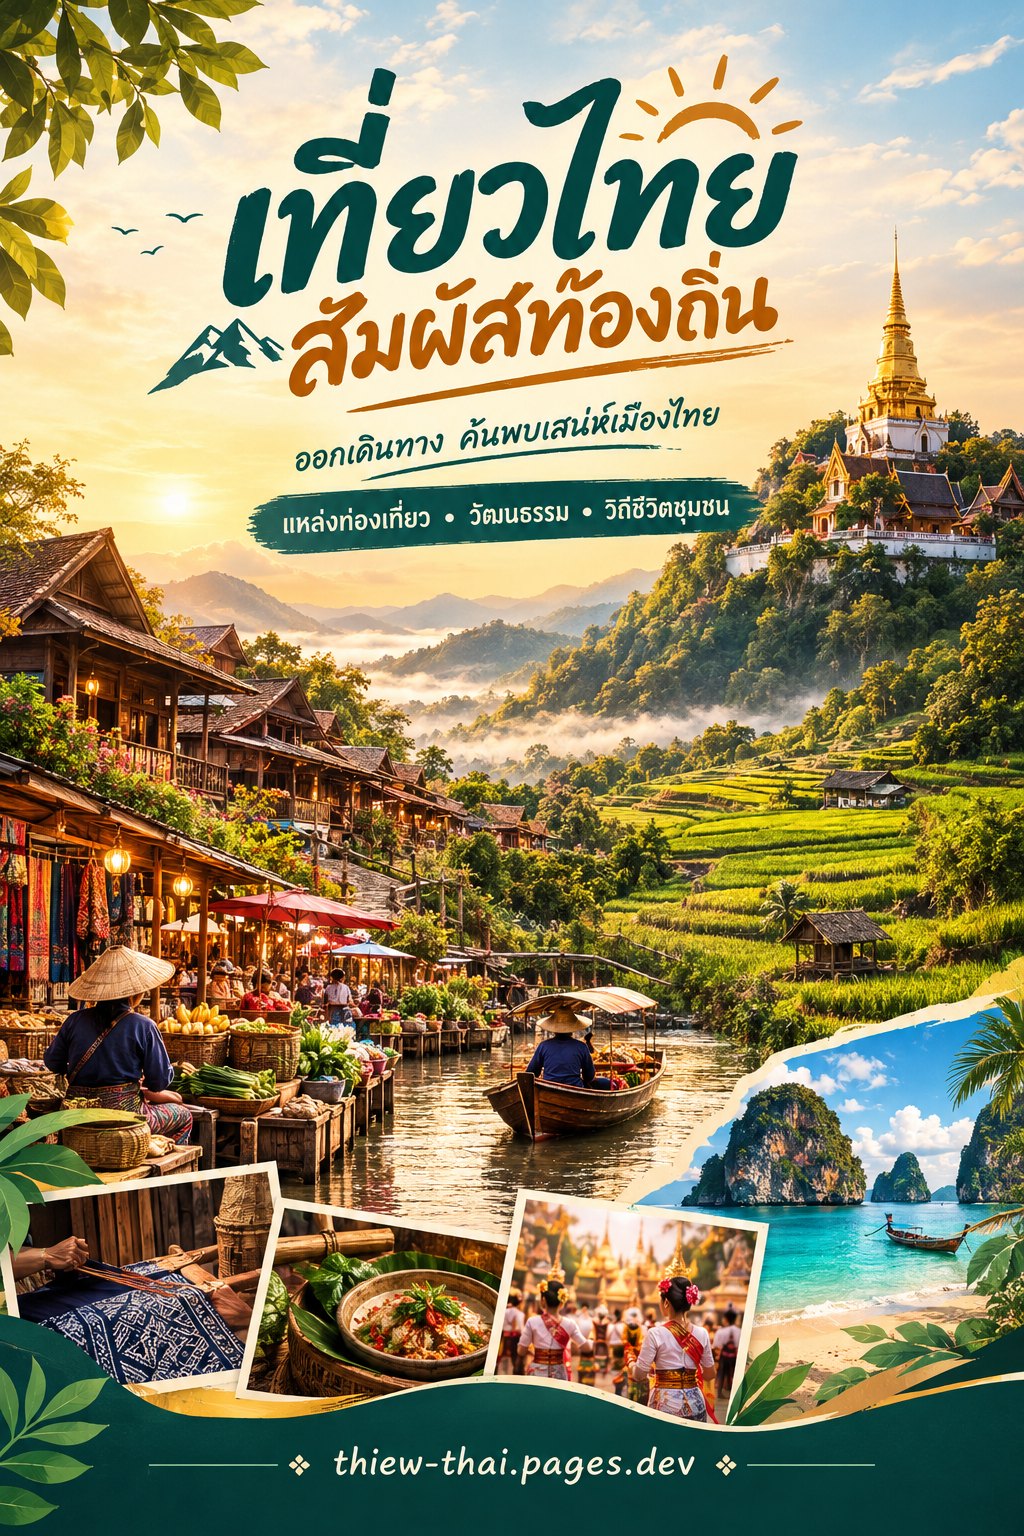 เที่ยวไทย
สัมผัสท้องถิ่น
ออกเดินทาง ค้นพบเสน่ห์เมืองไทย
แหล่งท่องเที่ยว • วัฒนธรรม • วิถีชีวิตชุมชน
thiew-thai.pages.dev